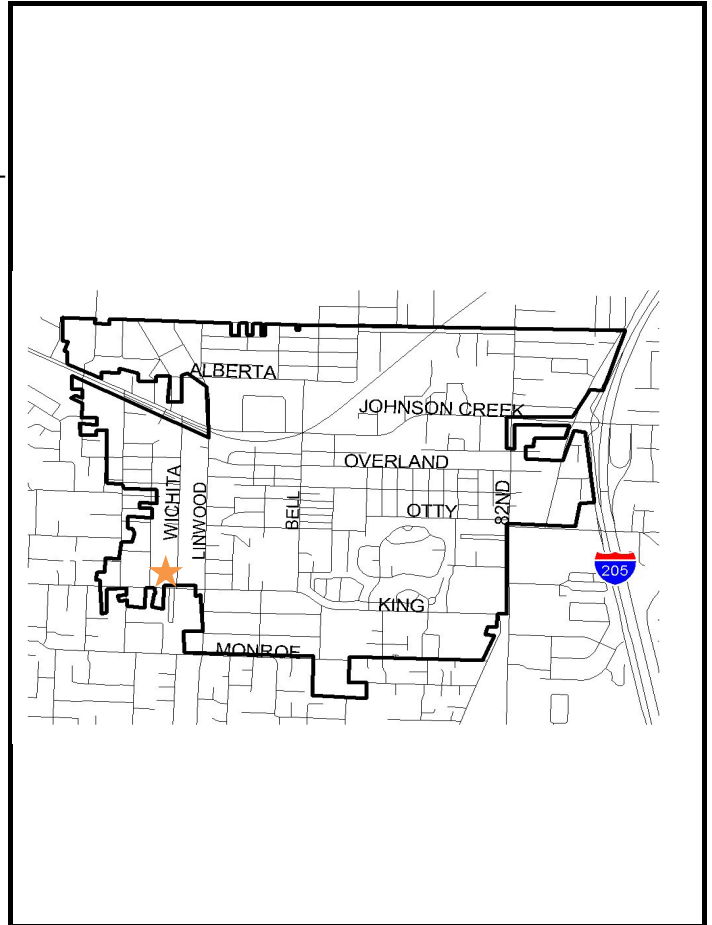 ALBERTA
JOHNSON CREEK
OVERLAND
WICHITA
LINWOOD
BELL
OTTY
82ND
205
KING
MONROE